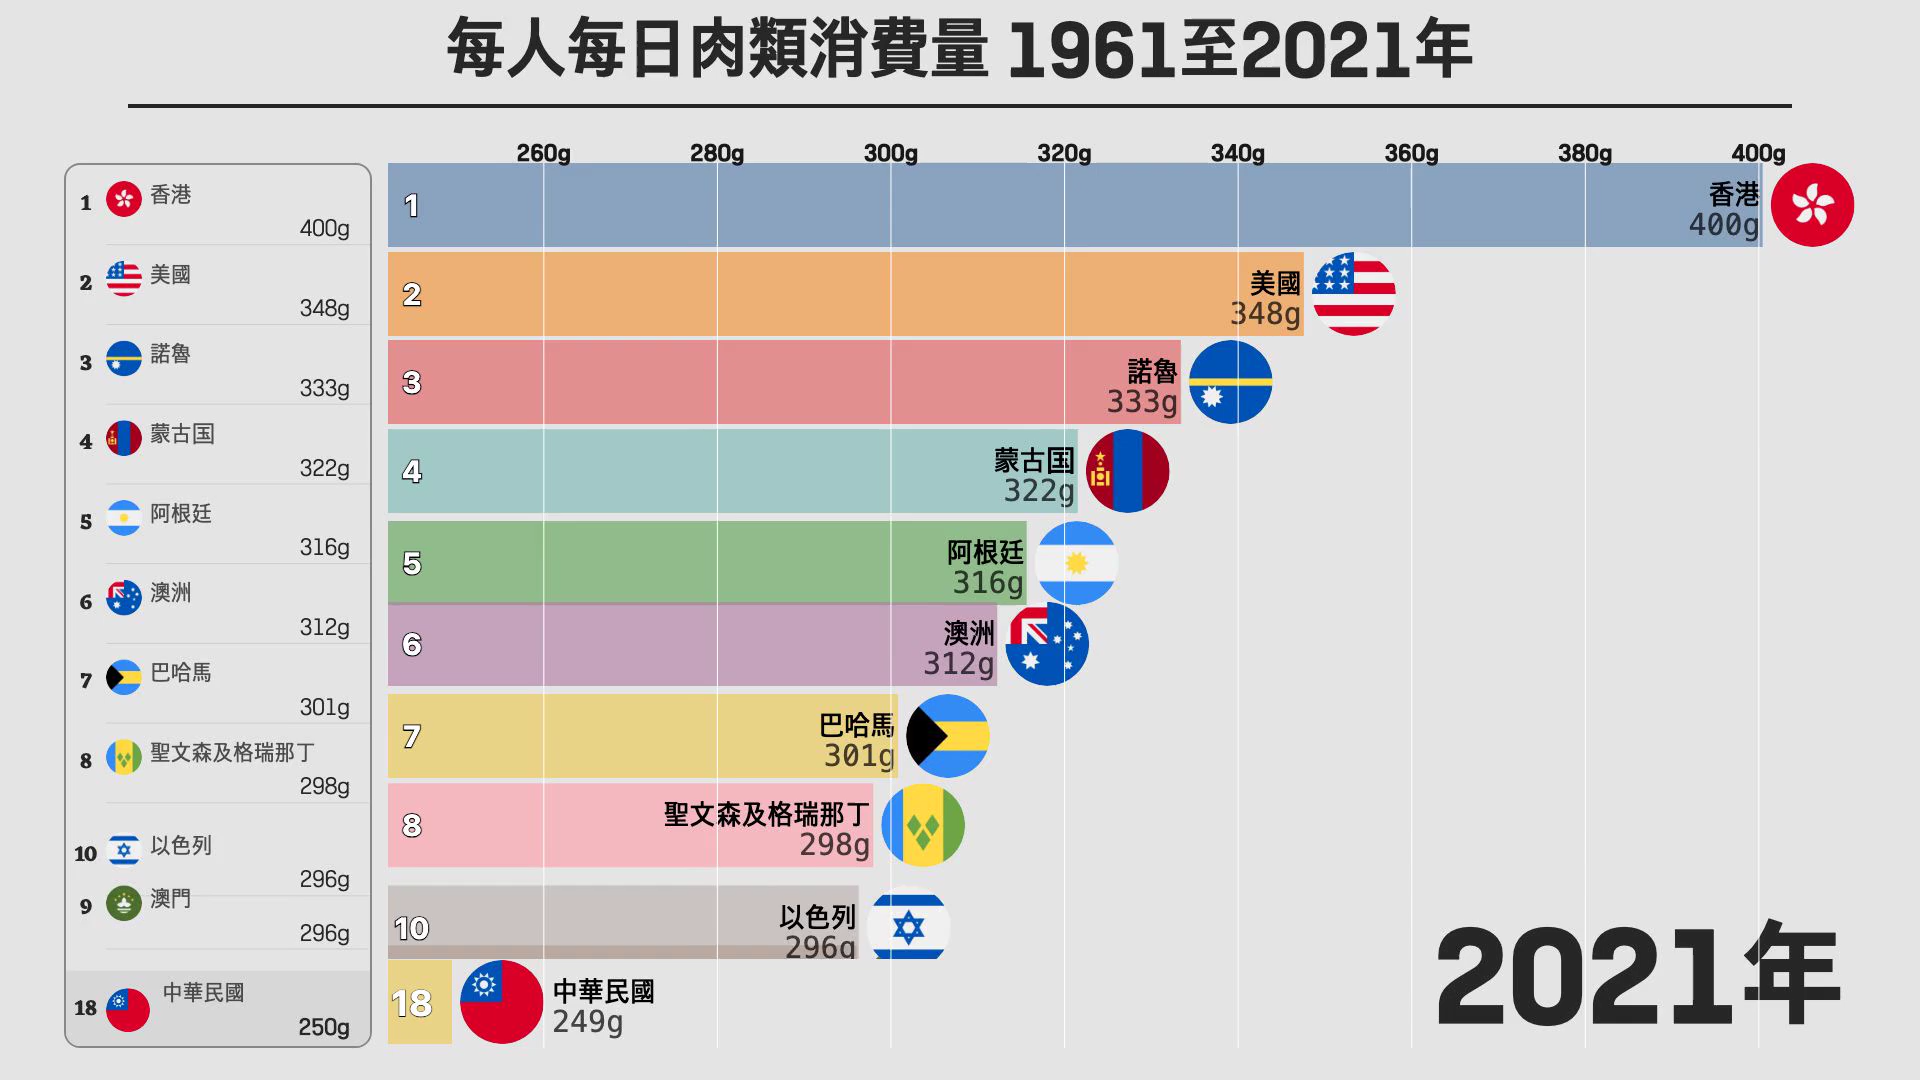 每人每日肉類消費量 1961至2021年
260g 280g 300g 320g 340g 360g 380g 400g
1 香港
400g
2 美國
348g
3 諾魯
333g
4 蒙古国
322g
5 阿根廷
316g
6 澳洲
312g
7 巴哈馬
301g
8 聖文森及格瑞那丁
298g
10 以色列
296g
9 澳門
296g
18 中華民國
250g
1 香港
400g
2 美國
348g
3 諾魯
333g
4 蒙古国
322g
5 阿根廷
316g
6 澳洲
312g
7 巴哈馬
301g
8 聖文森及格瑞那丁
298g
10 以色列
296g
18 中華民國
249g
2021年